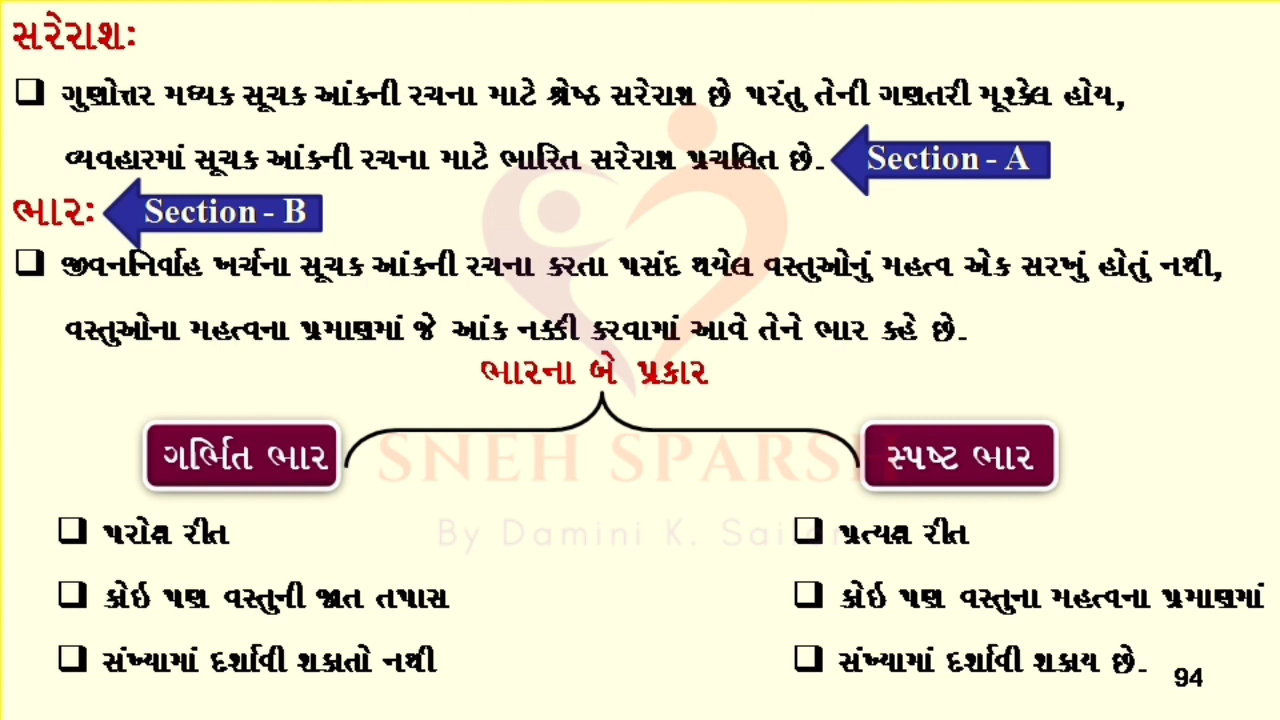 સરેરાશઃ
❑ ગુણોત્તર મધ્યક સૂચક આંકની રચના માટે શ્રેષ્ઠ સરેરાશ છે પરંતુ તેની ગણતરી મૂશ્કેલ હોય,
વ્યવહારમાં સૂચક આંકની રચના માટે ભારિત સરેરાશ પ્રચલિત છે. Section - A
ભારઃ Section - B
❑ જીવનનિર્વાહ ખર્ચના સૂચક આંકની રચના કરતા પસંદ થયેલ વસ્તુઓનું મહત્વ એક સરખું હોતું નથી,
વસ્તુઓના મહત્વના પ્રમાણમાં જે આંક નક્કી કરવામાં આવે તેને ભાર કહે છે.
ભારના બે પ્રકાર
ગર્ભિત ભાર સ્પષ્ટ ભાર
SNEH SPARSH
❑ પરોક્ષ રીત ❑ પ્રત્યક્ષ રીત
By Damini K.
❑ કોઈ પણ વસ્તુની જાત તપાસ ❑ કોઈ પણ વસ્તુના મહત્વના પ્રમાણમાં
❑ સંખ્યામાં દર્શાવી શકાતો નથી ❑ સંખ્યામાં દર્શાવી શકાય છે.
94